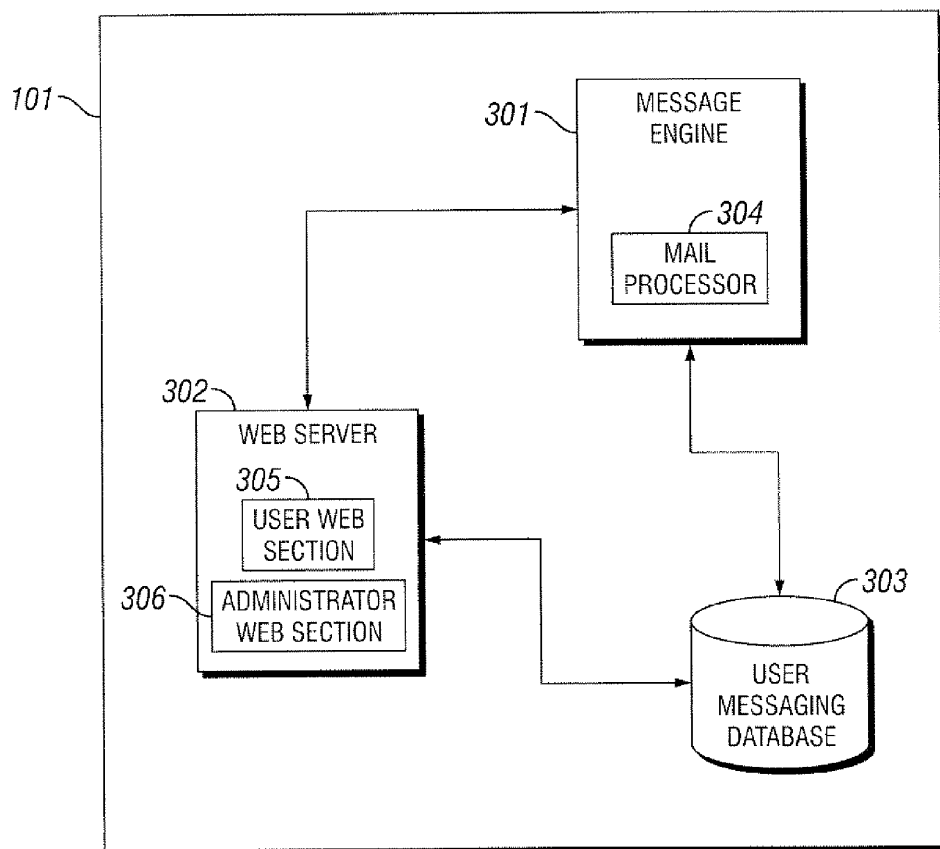 101
301
MESSAGE
ENGINE
304
MAIL
PROCESSOR
302
WEB SERVER
305
USER WEB
SECTION
306
ADMINISTRATOR
WEB SECTION
303
USER
MESSAGING
DATABASE